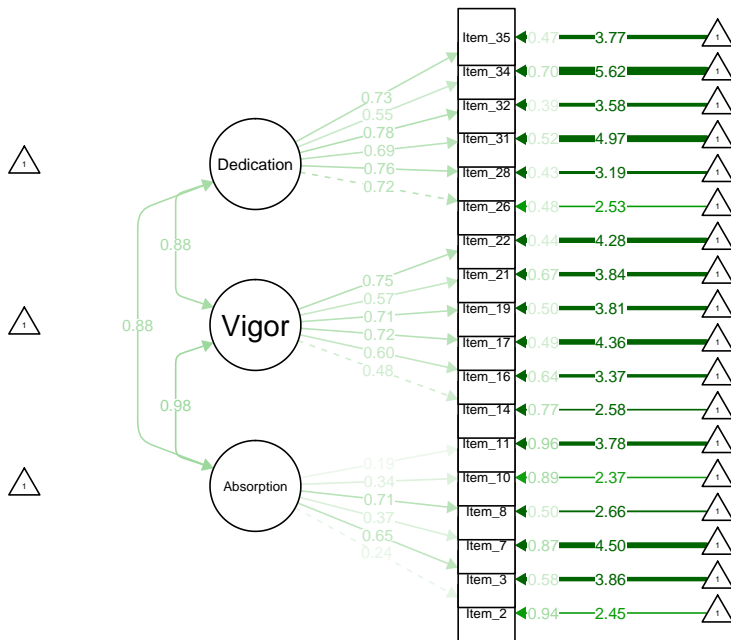 Item_35 0.47 3.77 1
0.73
Item_34 0.70 5.62 1
0.55
Item_32 0.39 3.58 1
0.78
Item_31 0.52 4.97 1
0.69
1 Dedication 0.76 Item_28 0.43 3.19 1
0.72
Item_26 0.48 2.53 1
0.88
Item_22 0.44 4.28 1
0.75
Item_21 0.67 3.84 1
0.57
Item_19 0.50 3.81 1
0.71
1 0.88 Vigor
0.72
Item_17 0.49 4.36 1
0.60
Item_16 0.64 3.37 1
0.48
0.98
Item_14 0.77 2.58 1
Item_11 0.96 3.78 1
0.19
Item_10 0.89 2.37 1
0.34
1 Absorption
0.71
Item_8 0.50 2.66 1
0.37
Item_7 0.87 4.50 1
0.65
0.24
Item_3 0.58 3.86 1
Item_2 0.94 2.45 1